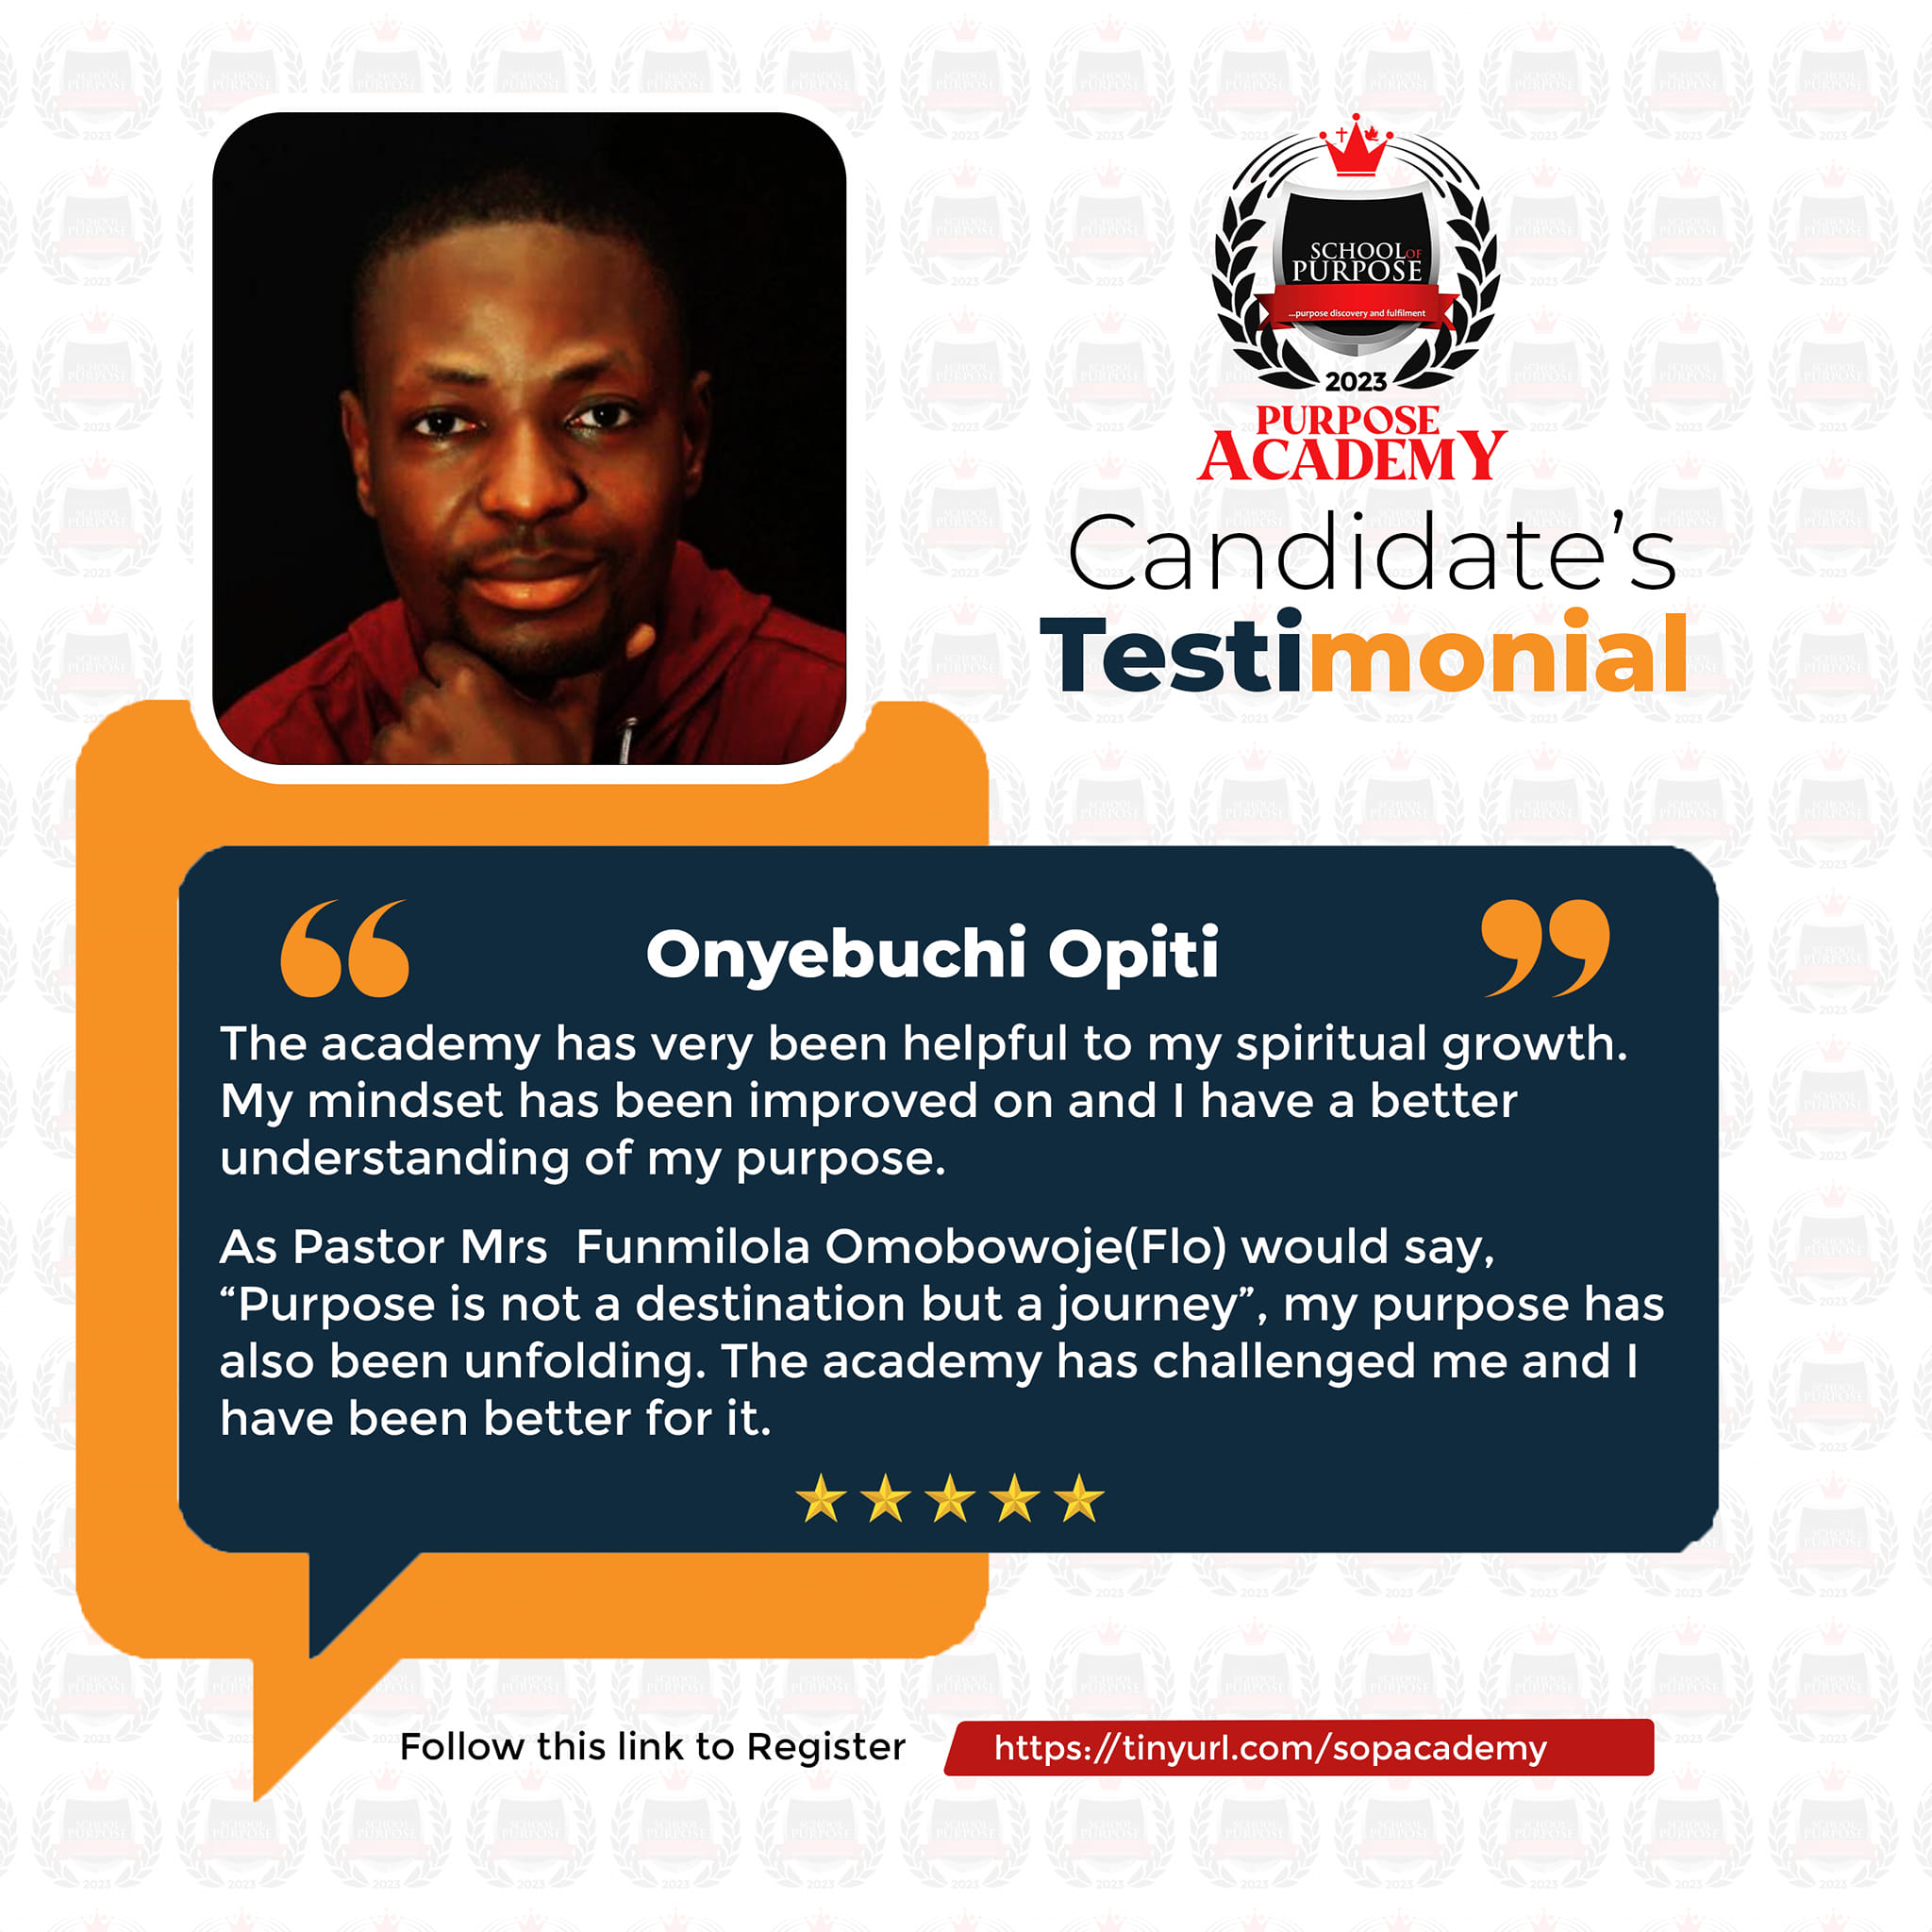 SCHOOL OF
PURPOSE
...purpose discovery and fulfilment
2023
PURPOSE
ACADEMY
Candidate's
Testimonial
Onyebuchi Opiti
The academy has very been helpful to my spiritual growth.
My mindset has been improved on and I have a better
understanding of my purpose.
As Pastor Mrs  Funmilola Omobowoje(Flo) would say,
“Purpose is not a destination but a journey”, my purpose has
also been unfolding. The academy has challenged me and I
have been better for it.
Follow this link to Register
https://tinyurl.com/sopacademy